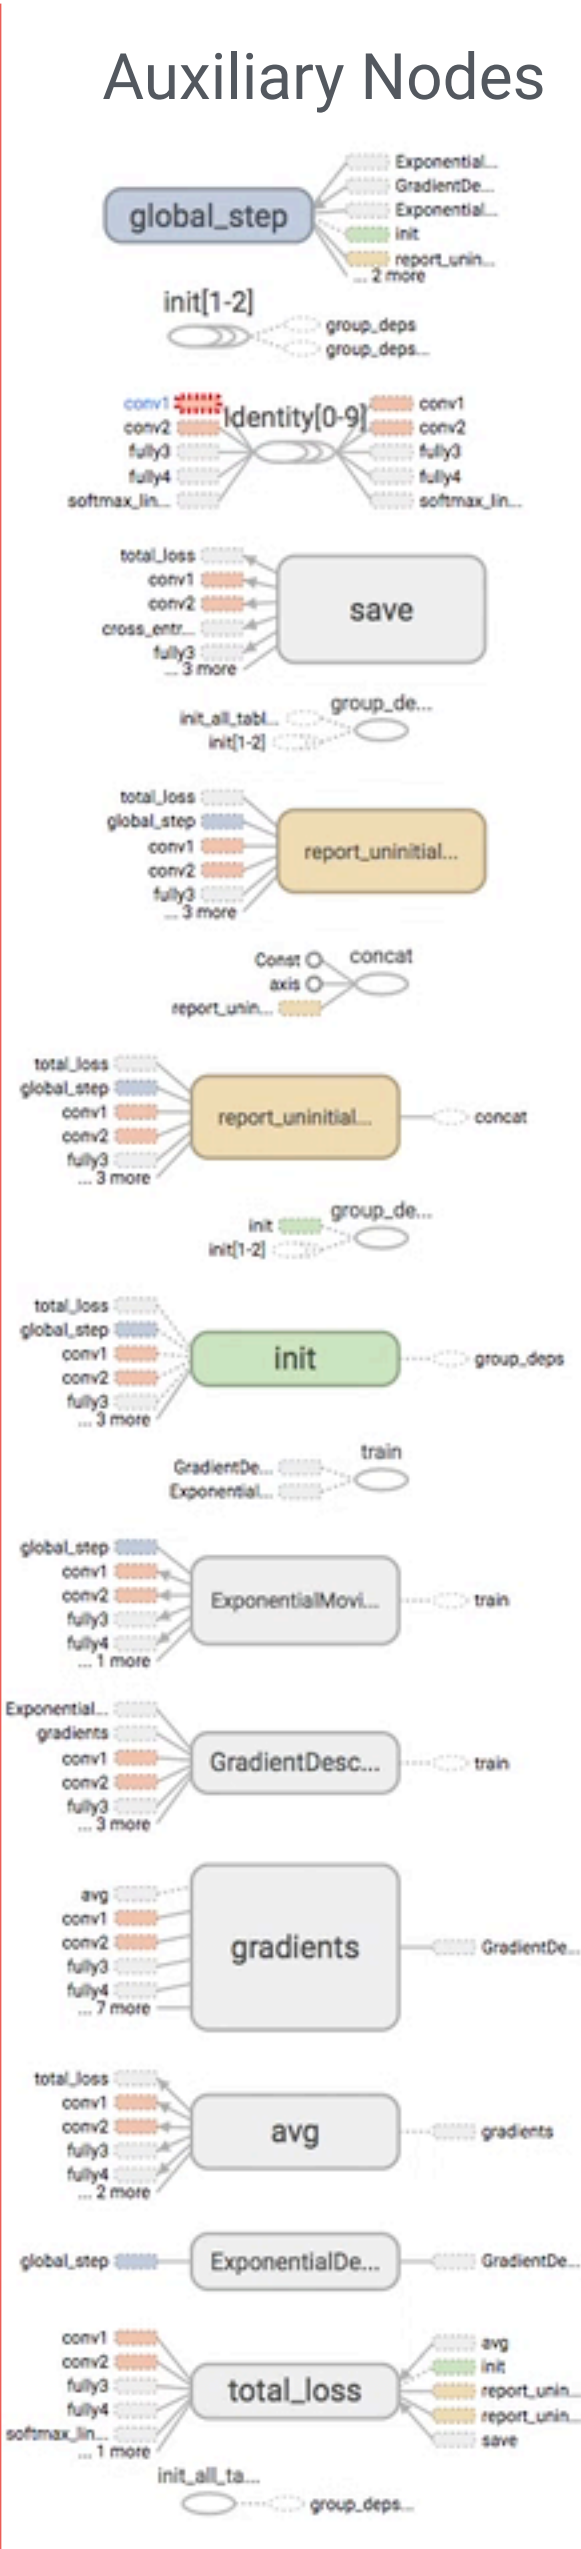 Auxiliary Nodes
Exponential...
GradientDe...
global_step
Exponential...
init
report_unin...
... 2 more
init[1-2]
group_deps
group_deps...
conv1
Identity[0-9]
conv1
conv2
conv2
fully3
fully3
fully4
fully4
softmax_lin...
softmax_lin...
total_loss
conv1
conv2
save
cross_entr...
fully3
... 3 more
group_de...
init_all_tabl...
init[1-2]
total_loss
global_step
conv1
report_uninitial...
conv2
fully3
... 3 more
Const
concat
axis
report_unin...
total_loss
global_step
conv1
report_uninitial...
concat
conv2
fully3
... 3 more
group_de...
init
init[1-2]
total_loss
global_step
conv1
init
group_deps
conv2
fully3
... 3 more
train
GradientDe...
Exponential...
global_step
conv1
conv2
ExponentialMovi...
train
fully3
fully4
... 1 more
Exponential...
gradients
conv1
GradientDesc...
train
conv2
fully3
... 3 more
avg
conv1
conv2
gradients
GradientDe...
fully3
fully4
... 7 more
total_loss
conv1
conv2
avg
gradients
fully3
fully4
... 2 more
global_step
ExponentialDe...
GradientDe...
conv1
avg
conv2
init
fully3
total_loss
report_unin...
fully4
report_unin...
softmax_lin...
save
... 1 more
init_all_ta...
group_deps...